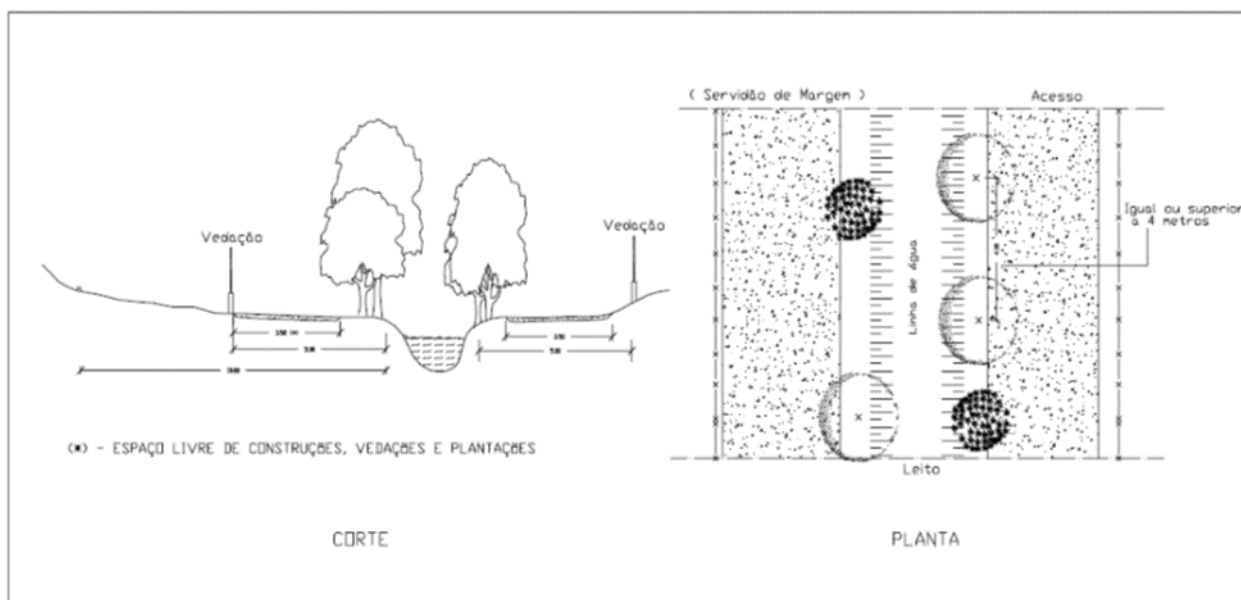 Vedação
Vedação
(*) - ESPAÇO LIVRE DE CONSTRUÇÕES, VEDAÇÕES E PLANTAÇÕES
CORTE
( Servidão de Margem )
Acesso
Igual ou superior
a 4 metros
Linha de água
Leito
PLANTA